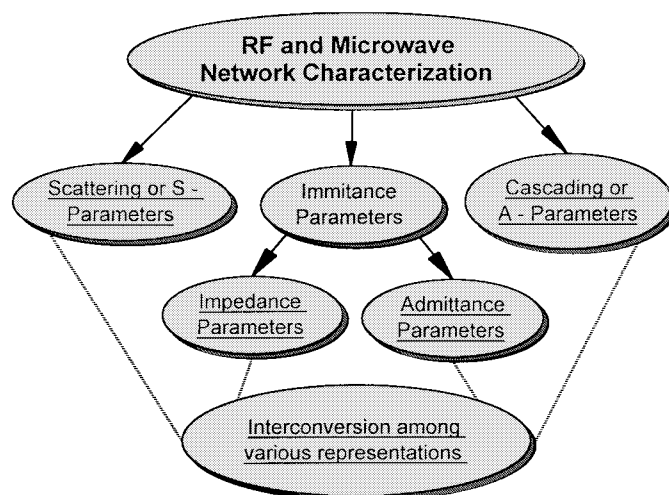 RF and Microwave
Network Characterization
Scattering or S -
Parameters
Immitance
Parameters
Cascading or
A - Parameters
Impedance
Parameters
Admittance
Parameters
Interconversion among
various representations